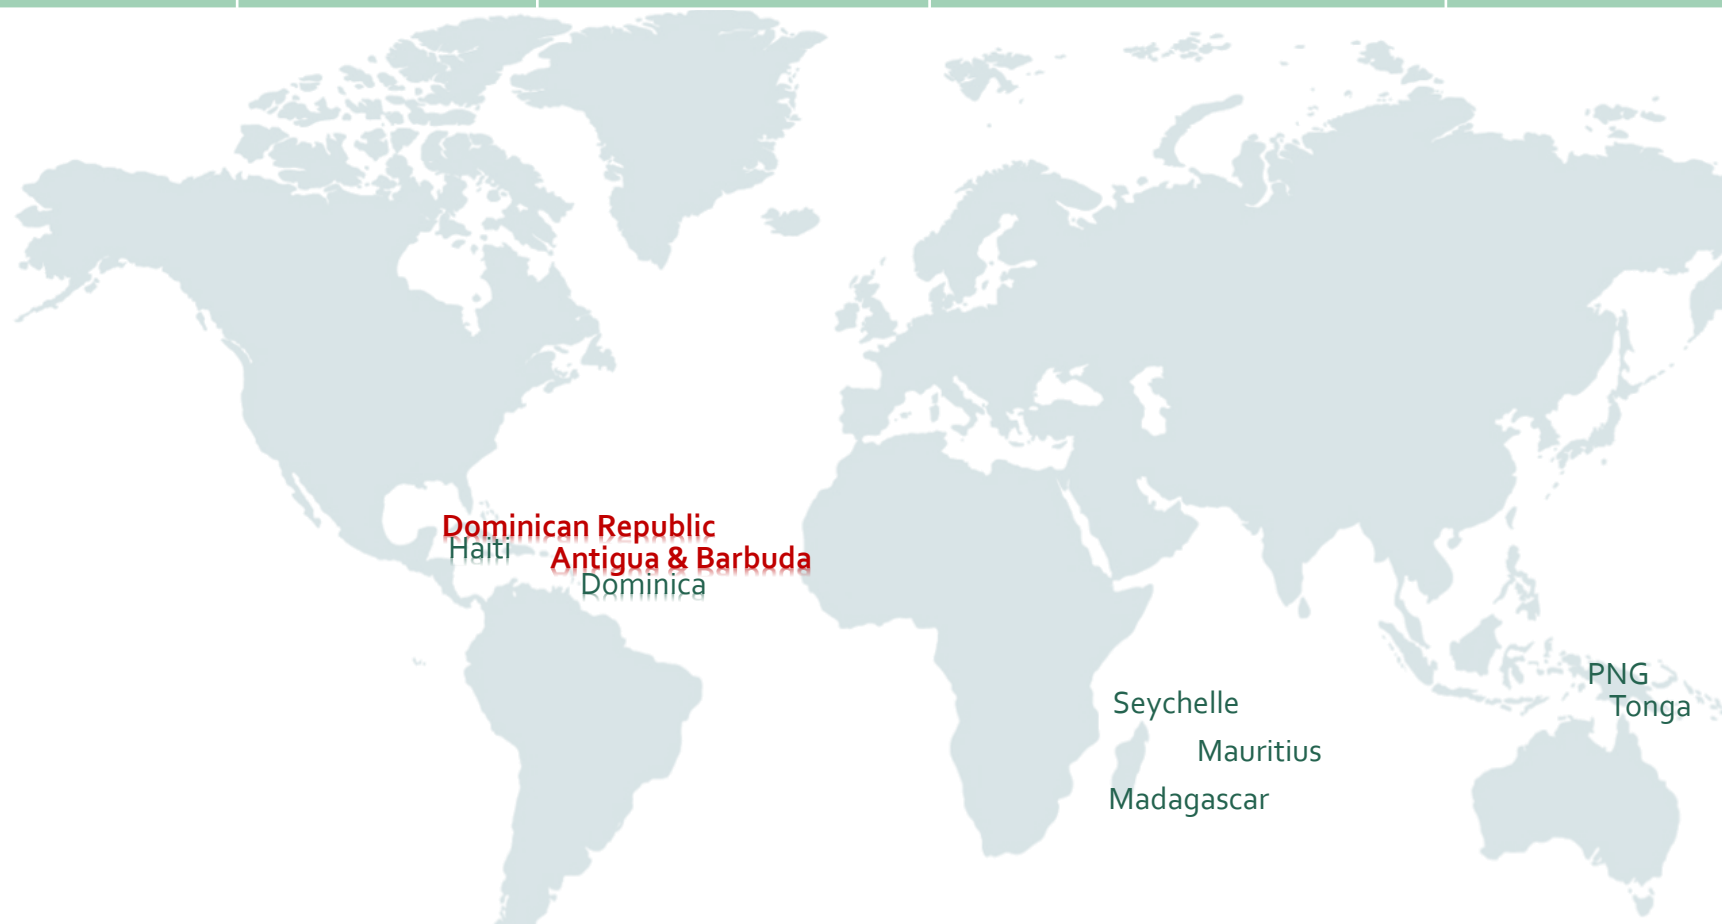 Dominican Republic
Haiti
Antigua & Barbuda
Dominica
PNG
Seychelle
Tonga
Mauritius
Madagascar